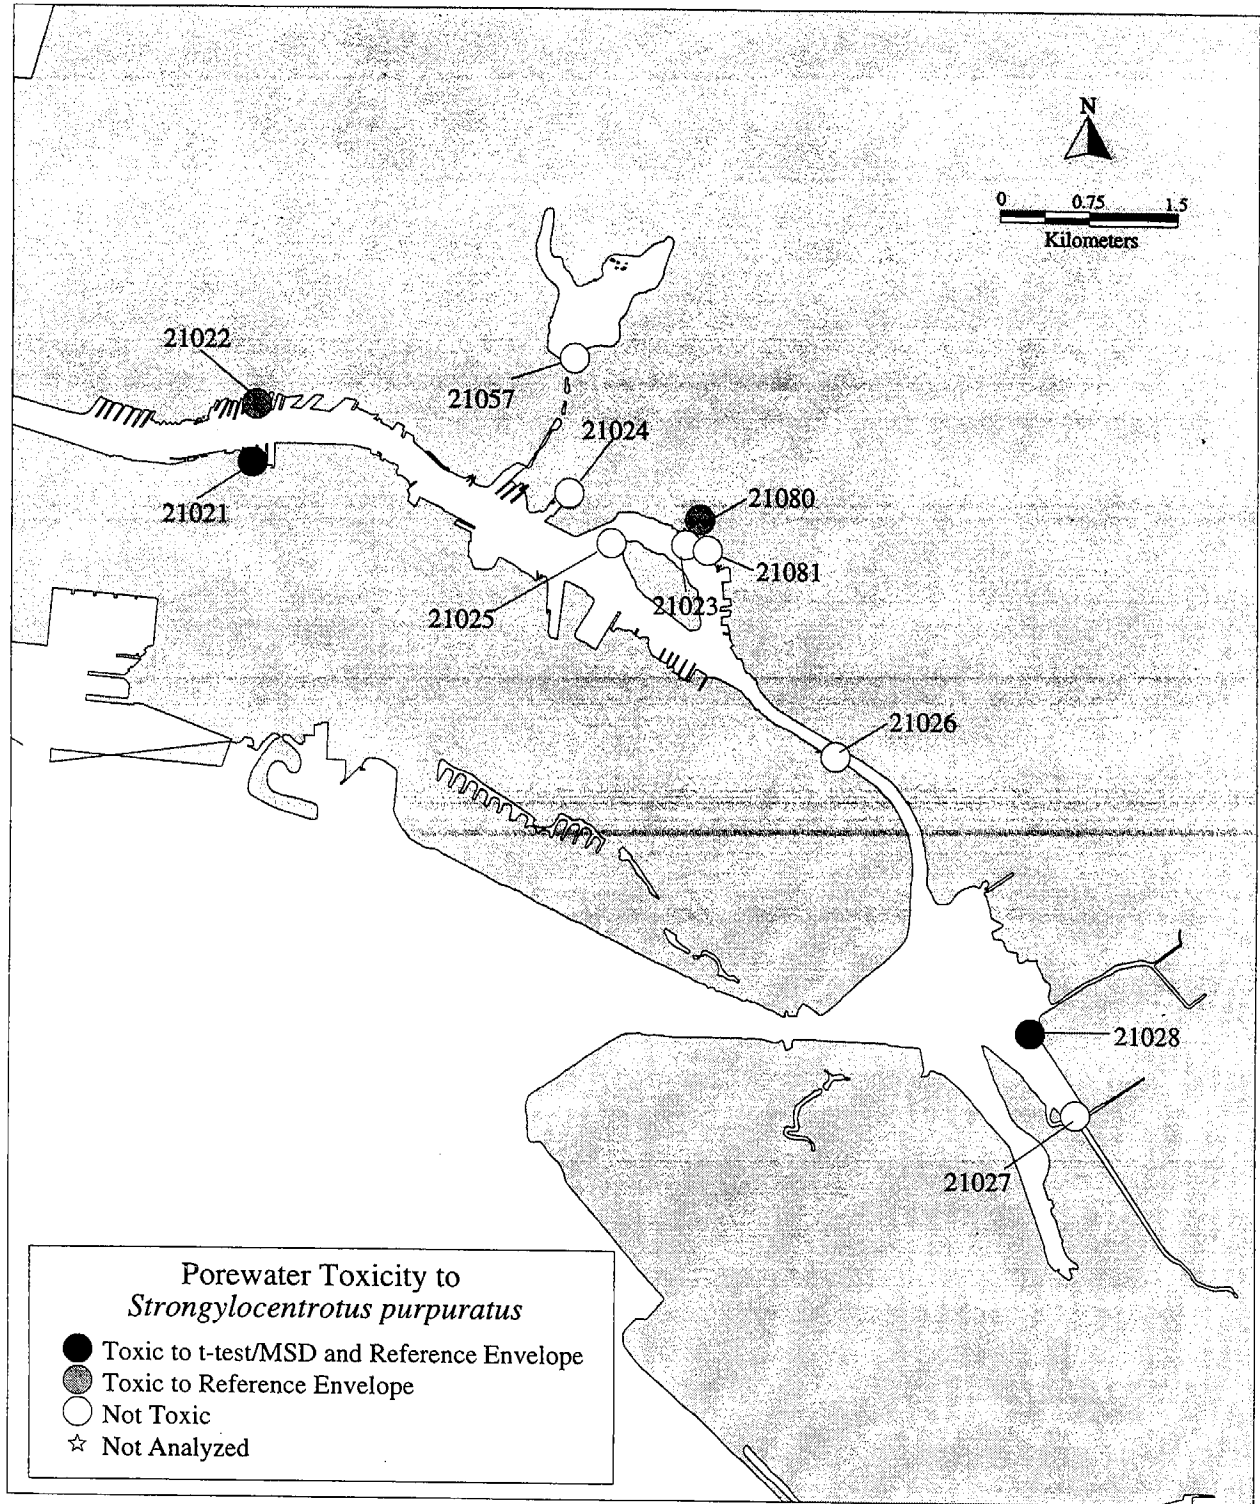 N
0 0.75 1.5
Kilometers
21022
21057
21024
21021
21080
21081
21023
21025
21026
21028
21027
Porewater Toxicity to
Strongylocentrotus purpuratus
Toxic to t-test/MSD and Reference Envelope
Toxic to Reference Envelope
Not Toxic
Not Analyzed